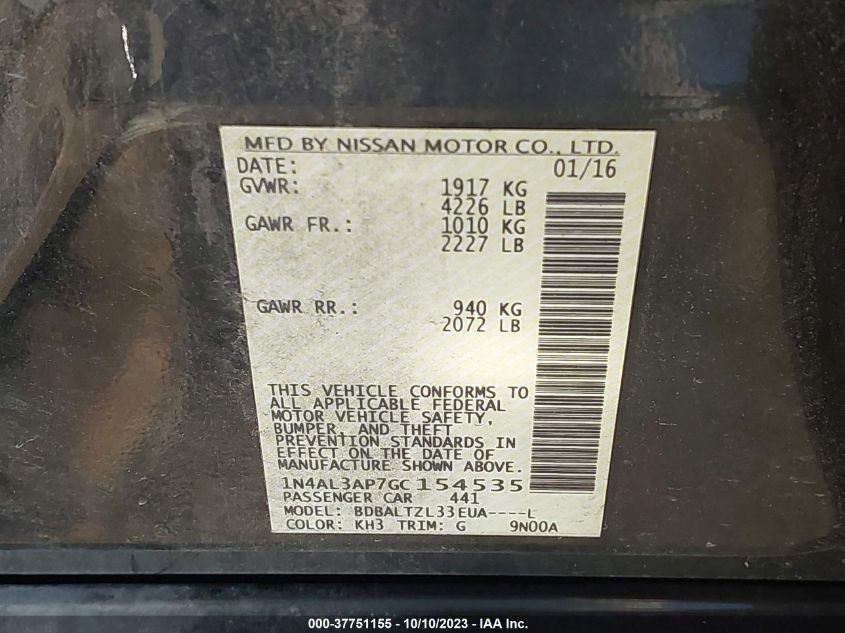 MFD BY NISSAN MOTOR CO., LTD.
DATE: 01/16
GVWR: 1917 KG
4226 LB
GAWR FR.: 1010 KG
2227 LB
GAWR RR.: 940 KG
2072 LB
THIS VEHICLE CONFORMS TO
ALL APPLICABLE FEDERAL
MOTOR VEHICLE SAFETY,
BUMPER, AND THEFT
PREVENTION STANDARDS IN
EFFECT ON THE DATE OF
MANUFACTURE SHOWN ABOVE.
1N4AL3AP7GC154535
PASSENGER CAR 441
MODEL: BDBALTZL33EUA----L
COLOR: KH3 TRIM: G 9N00A
000-37751155 - 10/10/2023 - IAA Inc.